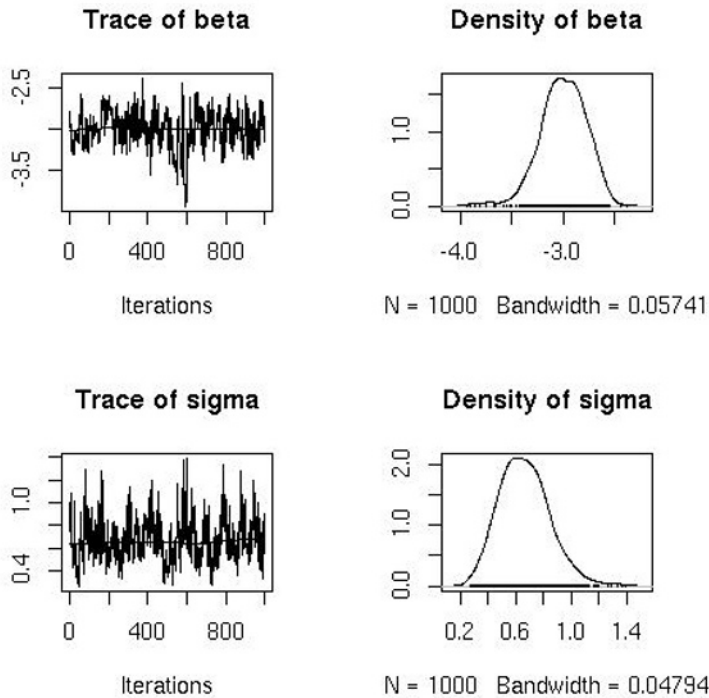 Trace of beta
-2.5
-3.5
0 400 800
Iterations
Density of beta
1.0
0.0
-4.0 -3.0
N = 1000 Bandwidth = 0.05741
Trace of sigma
1.0
0.4
0 400 800
Iterations
Density of sigma
2.0
1.0
0.0
0.2 0.6 1.0 1.4
N = 1000 Bandwidth = 0.04794